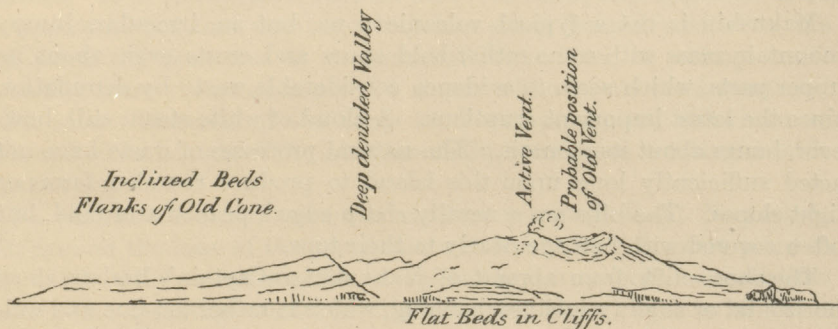 Inclined Beds
Flanks of Old Cone.
Deep denuded Valley
Active Vent.
Probable position
of Old Vent.
Flat Beds in Cliffs.